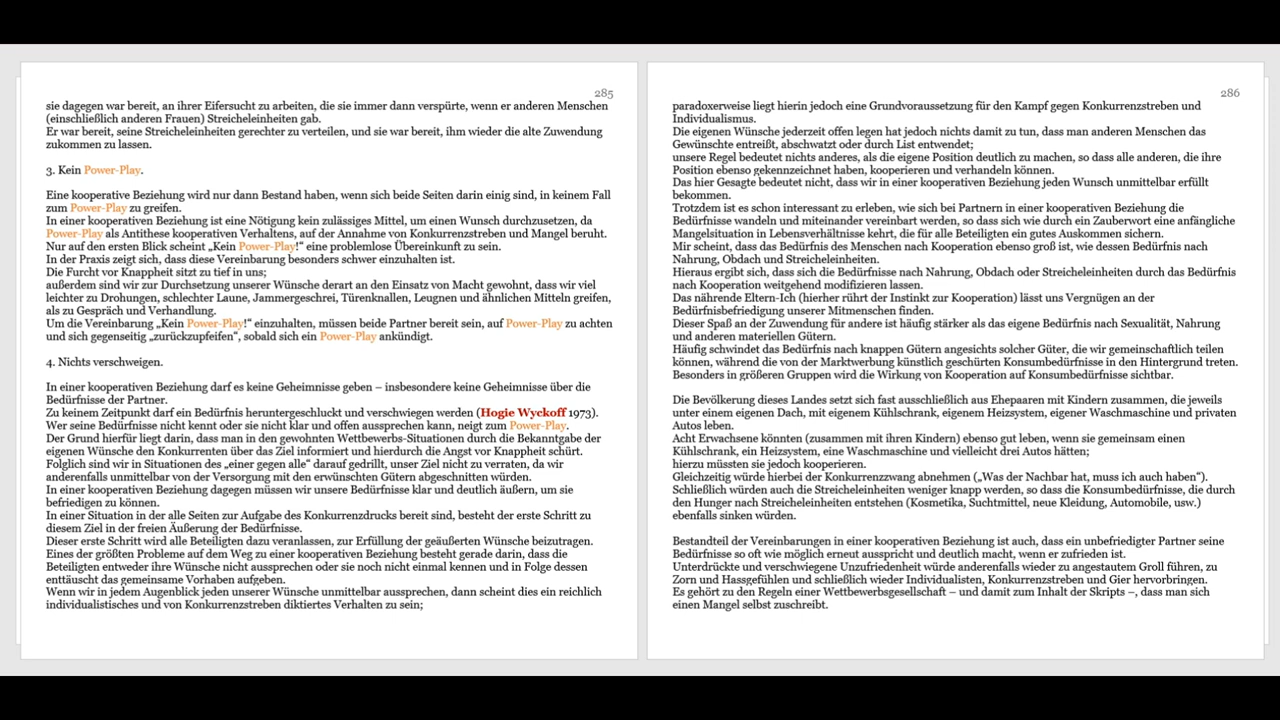 285
sie dagegen war bereit, an ihrer Eifersucht zu arbeiten, die sie immer dann verspürte, wenn er anderen Menschen
(einschließlich anderen Frauen) Streicheleinheiten gab.
Er war bereit, seine Streicheleinheiten gerechter zu verteilen, und sie war bereit, ihm wieder die alte Zuwendung
zukommen zu lassen.
3. Kein Power-Play.
Eine kooperative Beziehung wird nur dann Bestand haben, wenn sich beide Seiten darin einig sind, in keinem Fall
zum Power-Play zu greifen.
In einer kooperativen Beziehung ist eine Nötigung kein zulässiges Mittel, um einen Wunsch durchzusetzen, da
Power-Play als Antithese kooperativen Verhaltens, auf der Annahme von Konkurrenzstreben und Mangel beruht.
Nur auf den ersten Blick scheint „Kein Power-Play!“ eine problemlose Übereinkunft zu sein.
In der Praxis zeigt sich, dass diese Vereinbarung besonders schwer einzuhalten ist.
Die Furcht vor Knappheit sitzt zu tief in uns;
außerdem sind wir zur Durchsetzung unserer Wünsche derart an den Einsatz von Macht gewohnt, dass wir viel
leichter zu Drohungen, schlechter Laune, Jammergeschrei, Türenknallen, Leugnen und ähnlichen Mitteln greifen,
als zu Gespräch und Verhandlung.
Um die Vereinbarung „Kein Power-Play!“ einzuhalten, müssen beide Partner bereit sein, auf Power-Play zu achten
und sich gegenseitig „zurückzupfeifen“, sobald sich ein Power-Play ankündigt.
4. Nichts verschweigen.
In einer kooperativen Beziehung darf es keine Geheimnisse geben – insbesondere keine Geheimnisse über die
Bedürfnisse der Partner.
Zu keinem Zeitpunkt darf ein Bedürfnis heruntergeschluckt und verschwiegen werden (Hogie Wyckoff 1973).
Wer seine Bedürfnisse nicht kennt oder sie nicht klar und offen aussprechen kann, neigt zum Power-Play.
Der Grund hierfür liegt darin, dass man in den gewohnten Wettbewerbs-Situationen durch die Bekanntgabe der
eigenen Wünsche den Konkurrenten über das Ziel informiert und hierdurch die Angst vor Knappheit schürt.
Folglich sind wir in Situationen des „einer gegen alle“ darauf gedrillt, unser Ziel nicht zu verraten, da wir
anderenfalls unmittelbar von der Versorgung mit den erwünschten Gütern abgeschnitten würden.
In einer kooperativen Beziehung dagegen müssen wir unsere Bedürfnisse klar und deutlich äußern, um sie
befriedigen zu können.
In einer Situation in der alle Seiten zur Aufgabe des Konkurrenzdrucks bereit sind, besteht der erste Schritt zu
diesem Ziel in der freien Äußerung der Bedürfnisse.
Dieser erste Schritt wird alle Beteiligten dazu veranlassen, zur Erfüllung der geäußerten Wünsche beizutragen.
Eines der größten Probleme auf dem Weg zu einer kooperativen Beziehung besteht gerade darin, dass die
Beteiligten entweder ihre Wünsche nicht aussprechen oder sie noch nicht einmal kennen und in Folge dessen
enttäuscht das gemeinsame Vorhaben aufgeben.
Wenn wir in jedem Augenblick jeden unserer Wünsche unmittelbar aussprechen, dann scheint dies ein reichlich
individualistisches und von Konkurrenzstreben diktiertes Verhalten zu sein;
286
paradoxerweise liegt hierin jedoch eine Grundvoraussetzung für den Kampf gegen Konkurrenzstreben und
Individualismus.
Die eigenen Wünsche jederzeit offen legen hat jedoch nichts damit zu tun, dass man anderen Menschen das
Gewünschte entreißt, abschwatzt oder durch List entwendet;
unsere Regel bedeutet nichts anderes, als die eigene Position deutlich zu machen, so dass alle anderen, die ihre
Position ebenso gekennzeichnet haben, kooperieren und verhandeln können.
Das hier Gesagte bedeutet nicht, dass wir in einer kooperativen Beziehung jeden Wunsch unmittelbar erfüllt
bekommen.
Trotzdem ist es schon interessant zu erleben, wie sich bei Partnern in einer kooperativen Beziehung die
Bedürfnisse wandeln und miteinander vereinbart werden, so dass sich wie durch ein Zauberwort eine anfängliche
Mangelsituation in Lebensverhältnisse kehrt, die für alle Beteiligten ein gutes Auskommen sichern.
Mir scheint, dass das Bedürfnis des Menschen nach Kooperation ebenso groß ist, wie dessen Bedürfnis nach
Nahrung, Obdach und Streicheleinheiten.
Hieraus ergibt sich, dass sich die Bedürfnisse nach Nahrung, Obdach oder Streicheleinheiten durch das Bedürfnis
nach Kooperation weitgehend modifizieren lassen.
Das nährende Eltern-Ich (hierher rührt der Instinkt zur Kooperation) lässt uns Vergnügen an der
Bedürfnisbefriedigung unserer Mitmenschen finden.
Dieser Spaß an der Zuwendung für andere ist häufig stärker als das eigene Bedürfnis nach Sexualität, Nahrung
und anderen materiellen Gütern.
Häufig schwindet das Bedürfnis nach knappen Gütern angesichts solcher Güter, die wir gemeinschaftlich teilen
können, während die von der Marktwerbung künstlich geschürten Konsumbedürfnisse in den Hintergrund treten.
Besonders in größeren Gruppen wird die Wirkung von Kooperation auf Konsumbedürfnisse sichtbar.
Die Bevölkerung dieses Landes setzt sich fast ausschließlich aus Ehepaaren mit Kindern zusammen, die jeweils
unter einem eigenen Dach, mit eigenem Kühlschrank, eigenem Heizsystem, eigener Waschmaschine und privaten
Autos leben.
Acht Erwachsene könnten (zusammen mit ihren Kindern) ebenso gut leben, wenn sie gemeinsam einen
Kühlschrank, ein Heizsystem, eine Waschmaschine und vielleicht drei Autos hätten;
hierzu müssten sie jedoch kooperieren.
Gleichzeitig würde hierbei der Konkurrenzzwang abnehmen („Was der Nachbar hat, muss ich auch haben“).
Schließlich würden auch die Streicheleinheiten weniger knapp werden, so dass die Konsumbedürfnisse, die durch
den Hunger nach Streicheleinheiten entstehen (Kosmetika, Suchtmittel, neue Kleidung, Automobile, usw.)
ebenfalls sinken würden.
Bestandteil der Vereinbarungen in einer kooperativen Beziehung ist auch, dass ein unbefriedigter Partner seine
Bedürfnisse so oft wie möglich erneut ausspricht und deutlich macht, wenn er zufrieden ist.
Unterdrückte und verschwiegene Unzufriedenheit würde anderenfalls wieder zu angestautem Groll führen, zu
Zorn und Hassgefühlen und schließlich wieder Individualisten, Konkurrenzstreben und Gier hervorbringen.
Es gehört zu den Regeln einer Wettbewerbsgesellschaft – und damit zum Inhalt der Skripts –, dass man sich
einen Mangel selbst zuschreibt.